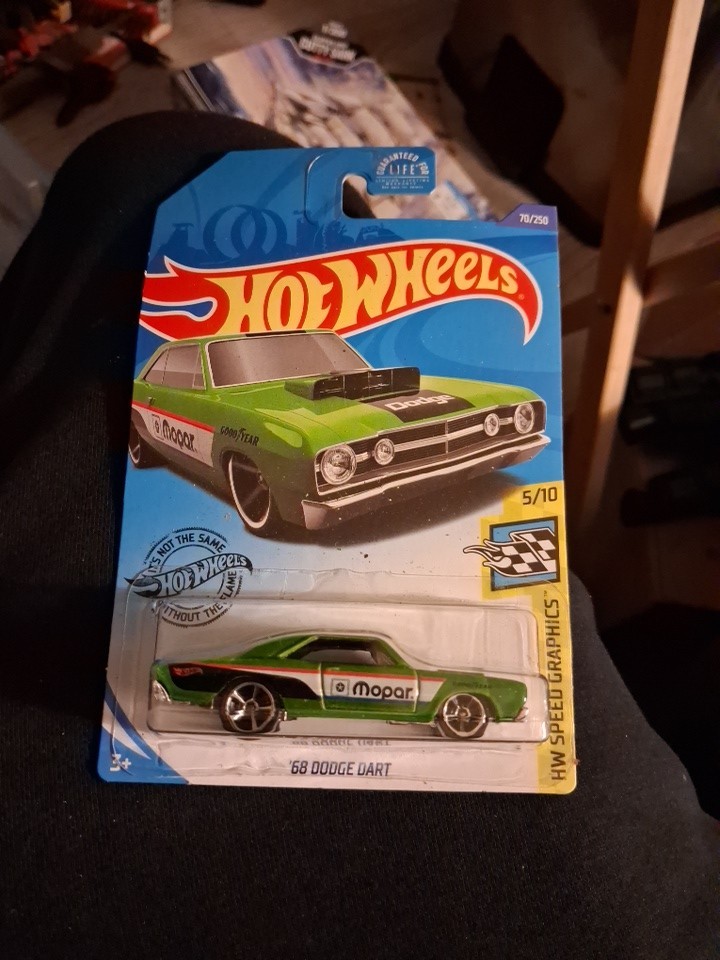 GUARANTEED FOR
LIFE
70/250
HOT WHEELS
Dodge
Mopar
GOODYEAR
5/10
IT'S NOT THE SAME
HOT WHEELS
WITHOUT THE FLAME
Mopar
HW SPEED GRAPHICS™
3+
'68 DODGE DART